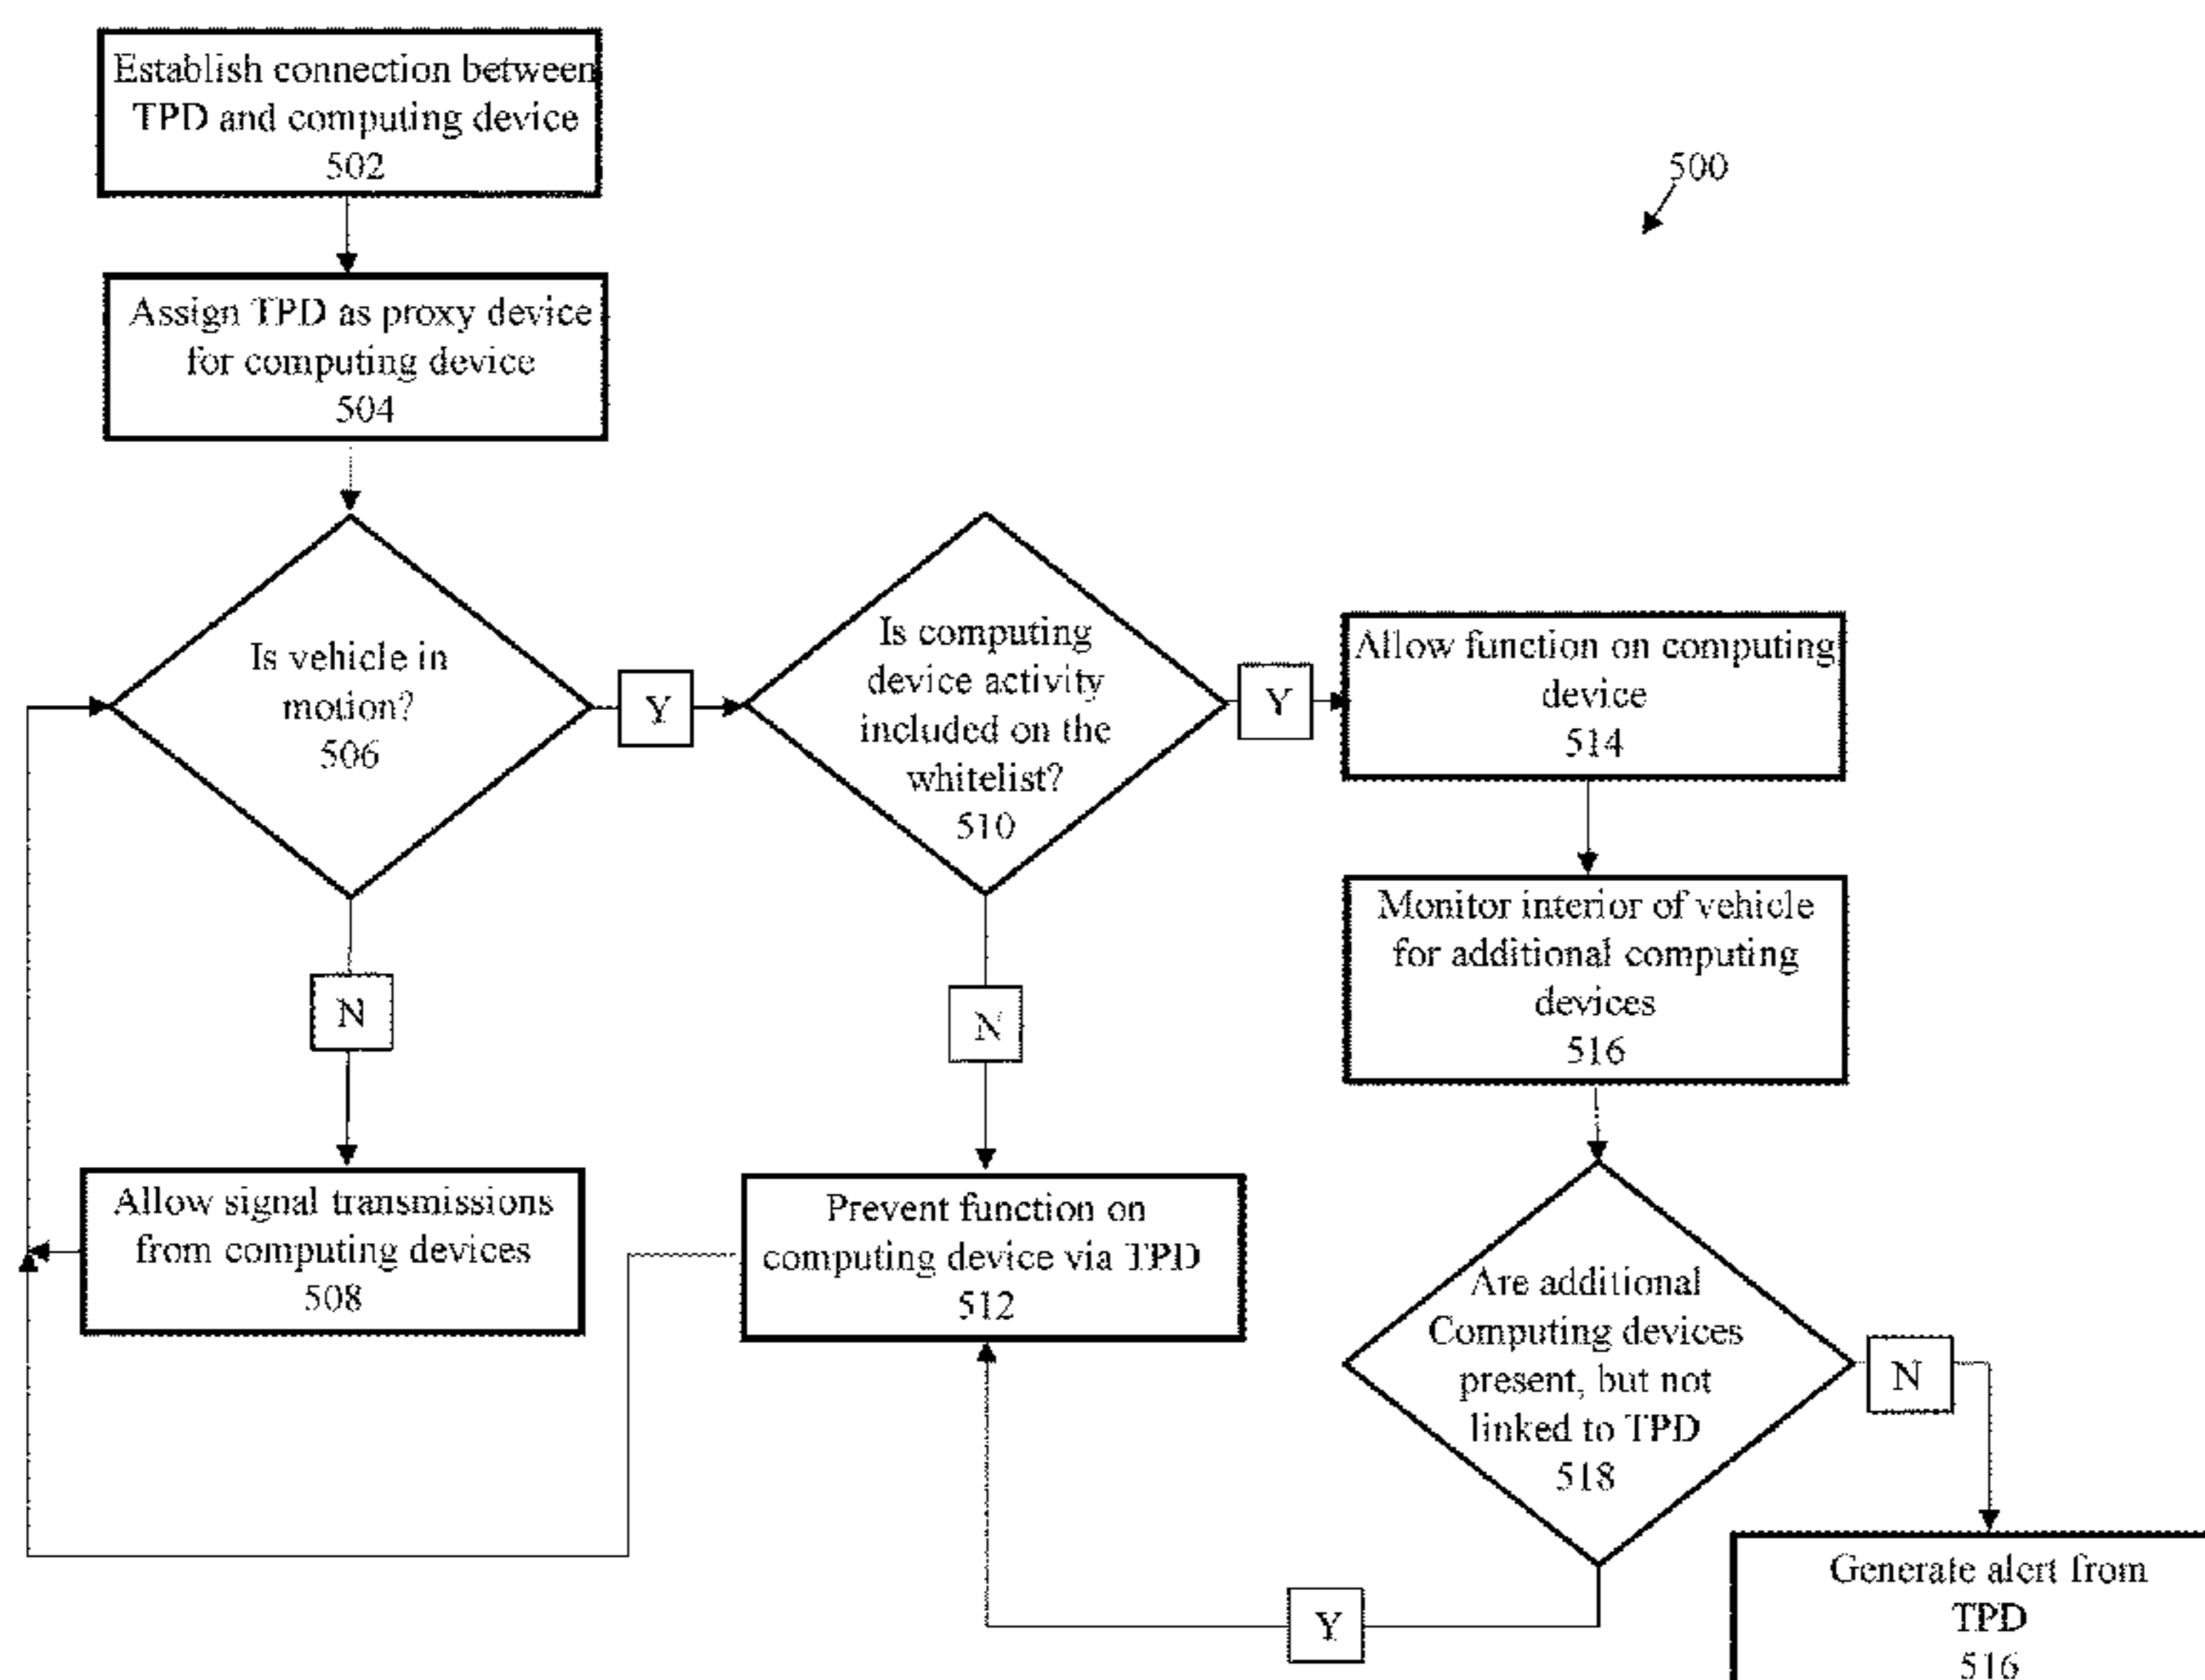 Establish connection between
TPD and computing device
502
500
Assign TPD as proxy device
for computing device
504
Is vehicle in
motion?
506
Y
Is computing
device activity
included on the
whitelist?
510
Y
Allow function on computing
device
514
N
N
Monitor interior of vehicle
for additional computing
devices
516
Allow signal transmissions
from computing devices
508
Prevent function on
computing device via TPD
512
Are additional
Computing devices
present, but not
linked to TPD
518
N
Y
Generate alert from
TPD
516